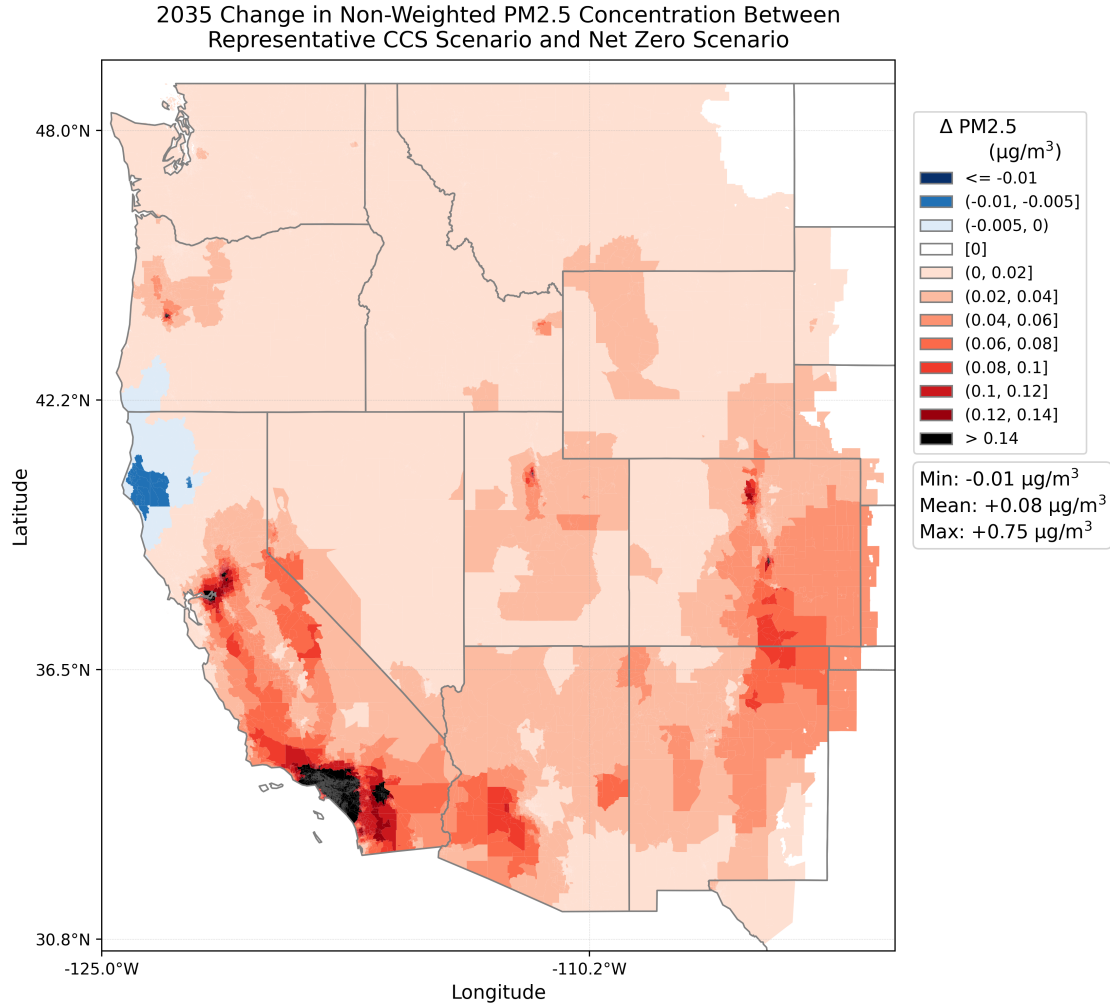 2035 Change in Non-Weighted PM2.5 Concentration Between
Representative CCS Scenario and Net Zero Scenario
48.0°N
42.2°N
36.5°N
30.8°N
Latitude
-125.0°W
-110.2°W
Longitude
Δ PM2.5
(μg/m³)
<= -0.01
(-0.01, -0.005]
(-0.005, 0)
[0]
(0, 0.02]
(0.02, 0.04]
(0.04, 0.06]
(0.06, 0.08]
(0.08, 0.1]
(0.1, 0.12]
(0.12, 0.14]
> 0.14
Min: -0.01 μg/m³
Mean: +0.08 μg/m³
Max: +0.75 μg/m³